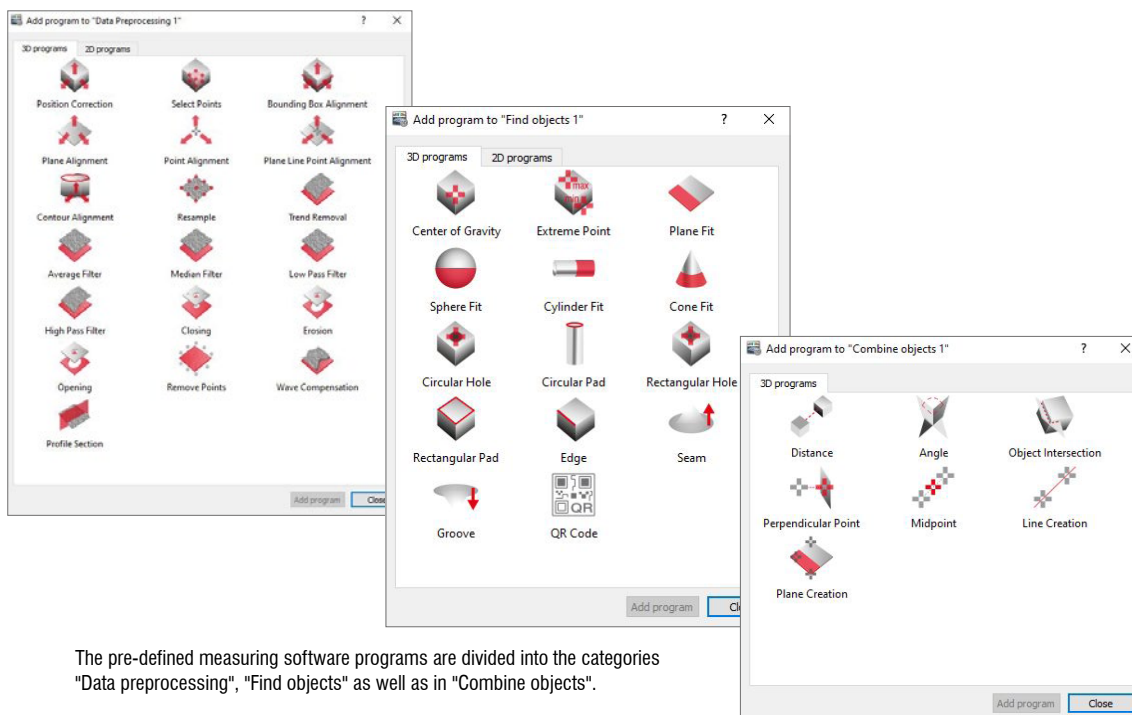 Add program to "Data Preprocessing 1"
? ×
3D programs 2D programs
Position Correction Select Points Bounding Box Alignment
Plane Alignment Point Alignment Plane Line Point Alignment
Contour Alignment Resample Trend Removal
Average Filter Median Filter Low Pass Filter
High Pass Filter Closing Erosion
Opening Remove Points Wave Compensation
Profile Section
Add program Close
Add program to "Find objects 1"
? ×
3D programs 2D programs
max
min
Center of Gravity Extreme Point Plane Fit
Sphere Fit Cylinder Fit Cone Fit
Circular Hole Circular Pad Rectangular Hole
Rectangular Pad Edge Seam
QR
Groove QR Code
Add program Cl
Add program to "Combine objects 1"
? ×
3D programs
Distance Angle Object Intersection
Perpendicular Point Midpoint Line Creation
Plane Creation
Add program Close
The pre-defined measuring software programs are divided into the categories
"Data preprocessing", "Find objects" as well as in "Combine objects".